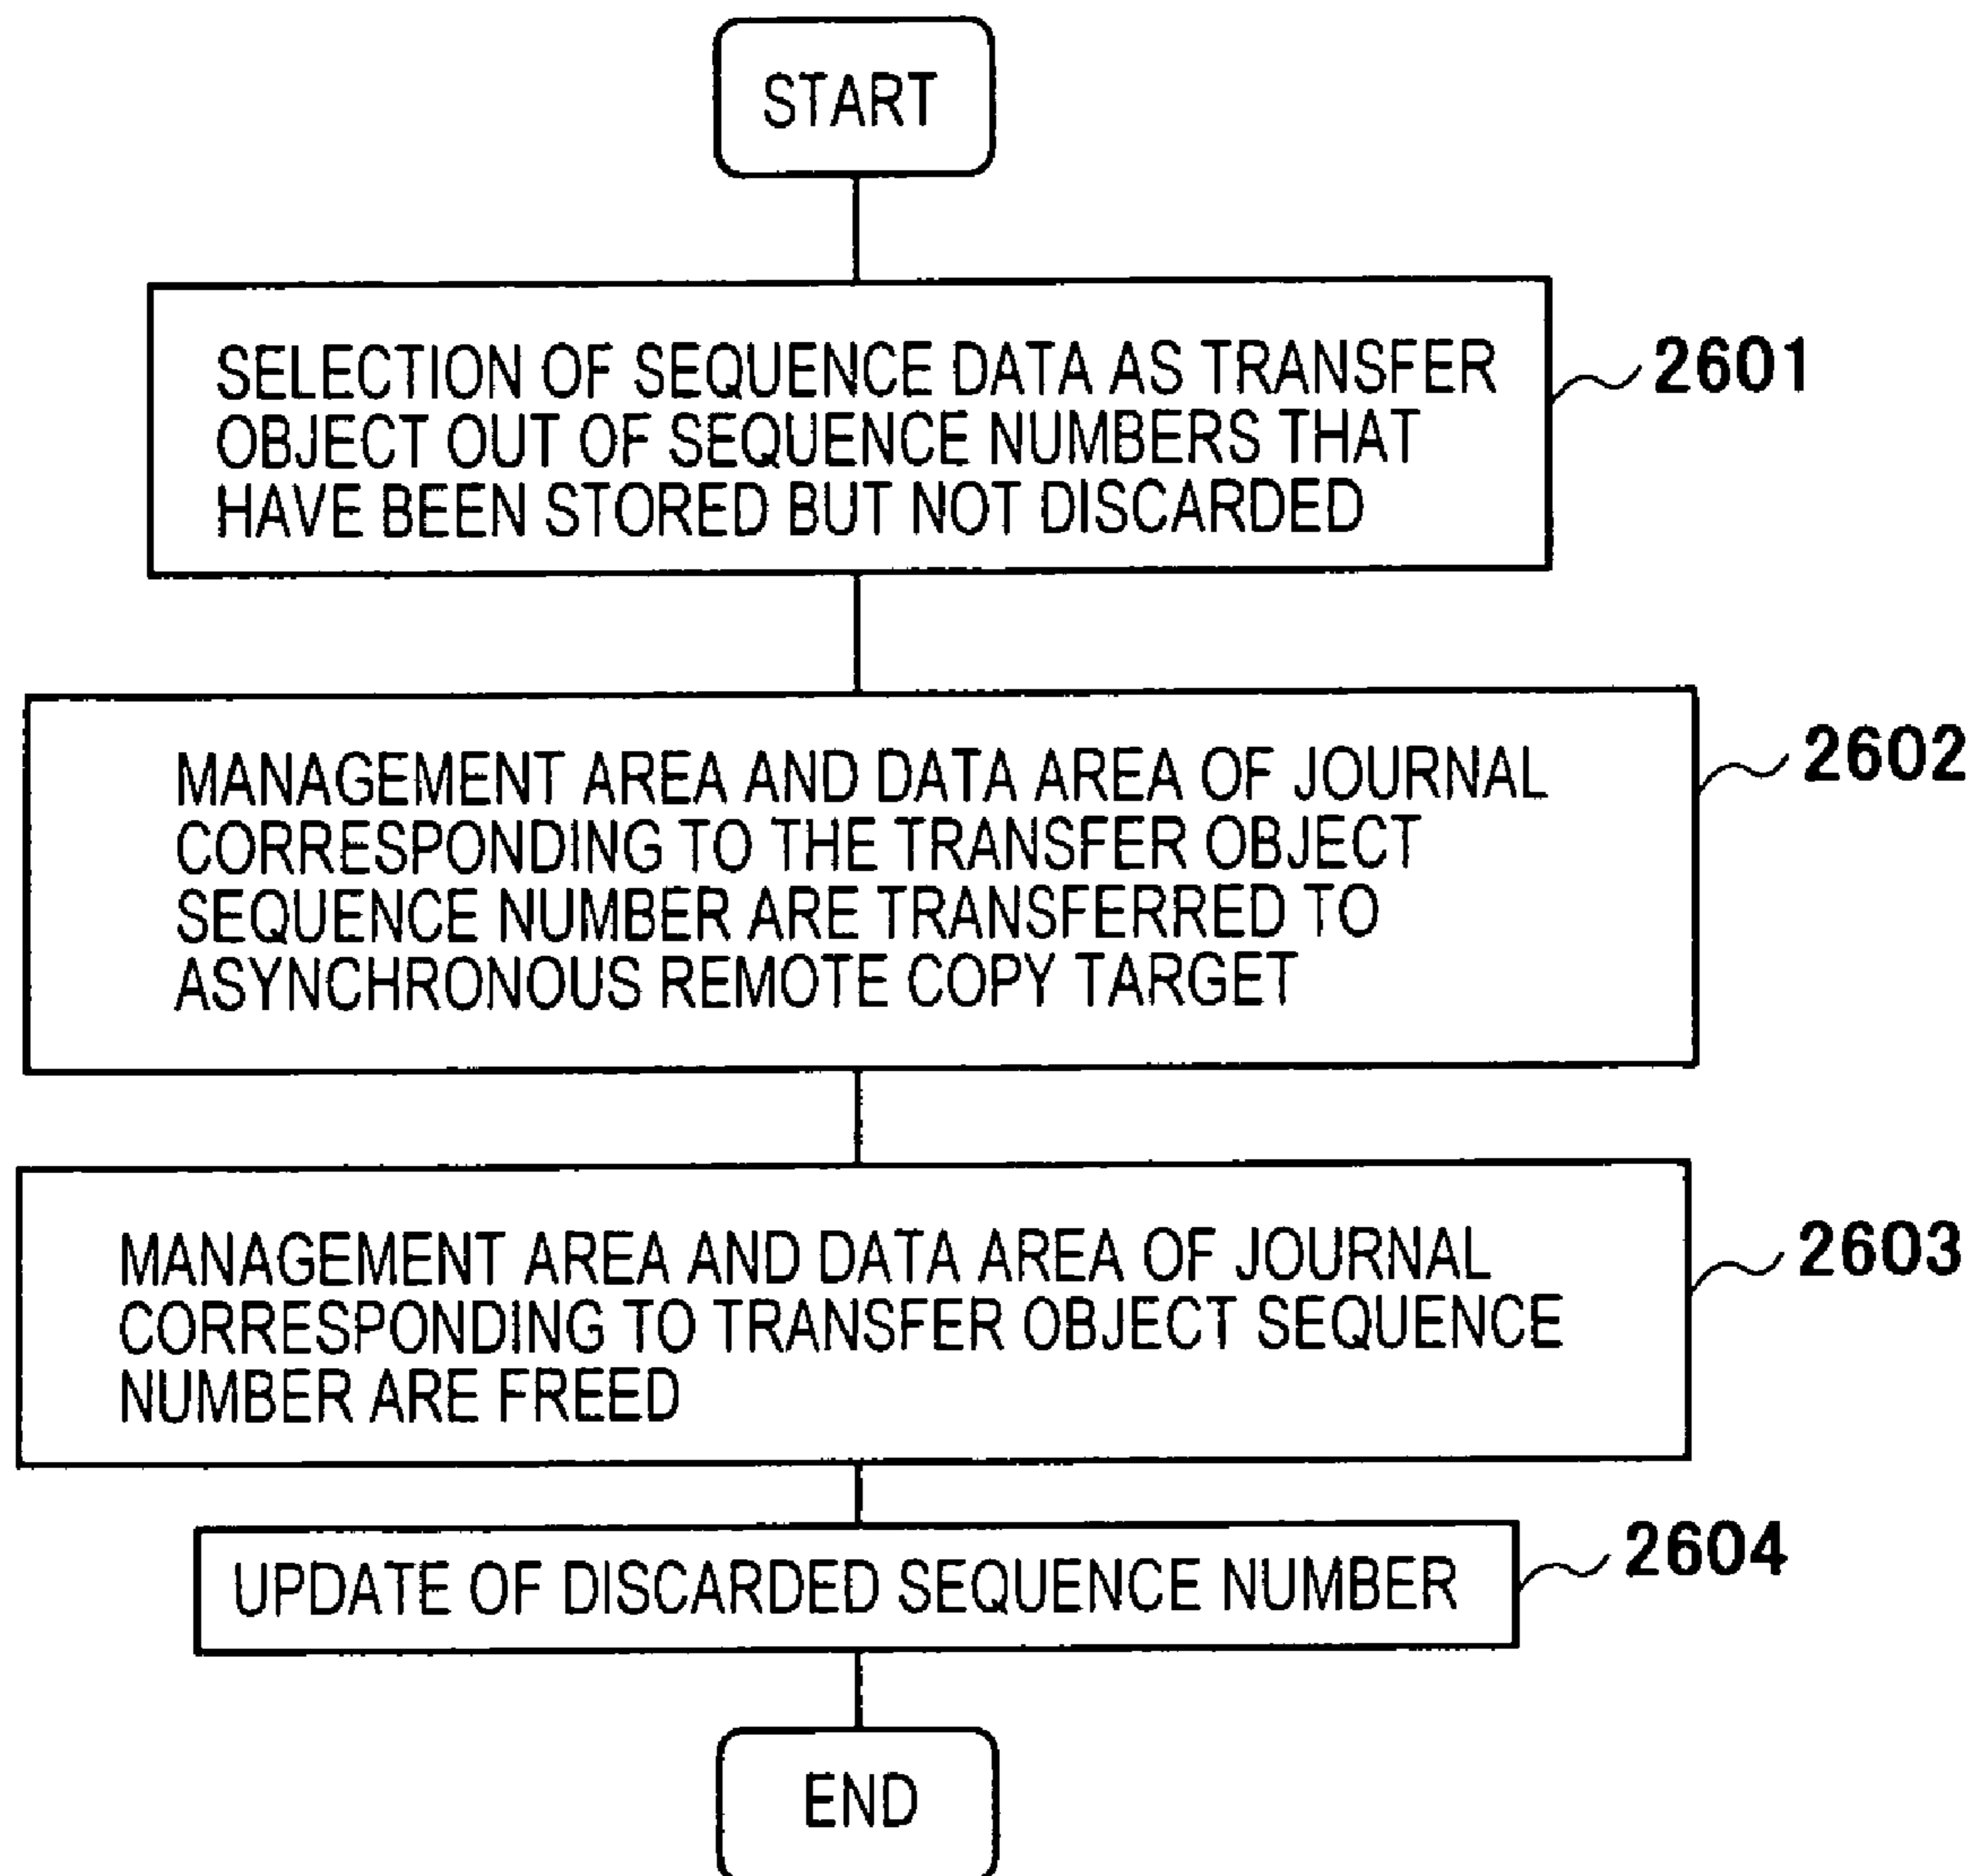 START
SELECTION OF SEQUENCE DATA AS TRANSFER
OBJECT OUT OF SEQUENCE NUMBERS THAT
HAVE BEEN STORED BUT NOT DISCARDED
2601
MANAGEMENT AREA AND DATA AREA OF JOURNAL
CORRESPONDING TO THE TRANSFER OBJECT
SEQUENCE NUMBER ARE TRANSFERRED TO
ASYNCHRONOUS REMOTE COPY TARGET
2602
MANAGEMENT AREA AND DATA AREA OF JOURNAL
CORRESPONDING TO TRANSFER OBJECT SEQUENCE
NUMBER ARE FREED
2603
UPDATE OF DISCARDED SEQUENCE NUMBER
2604
END